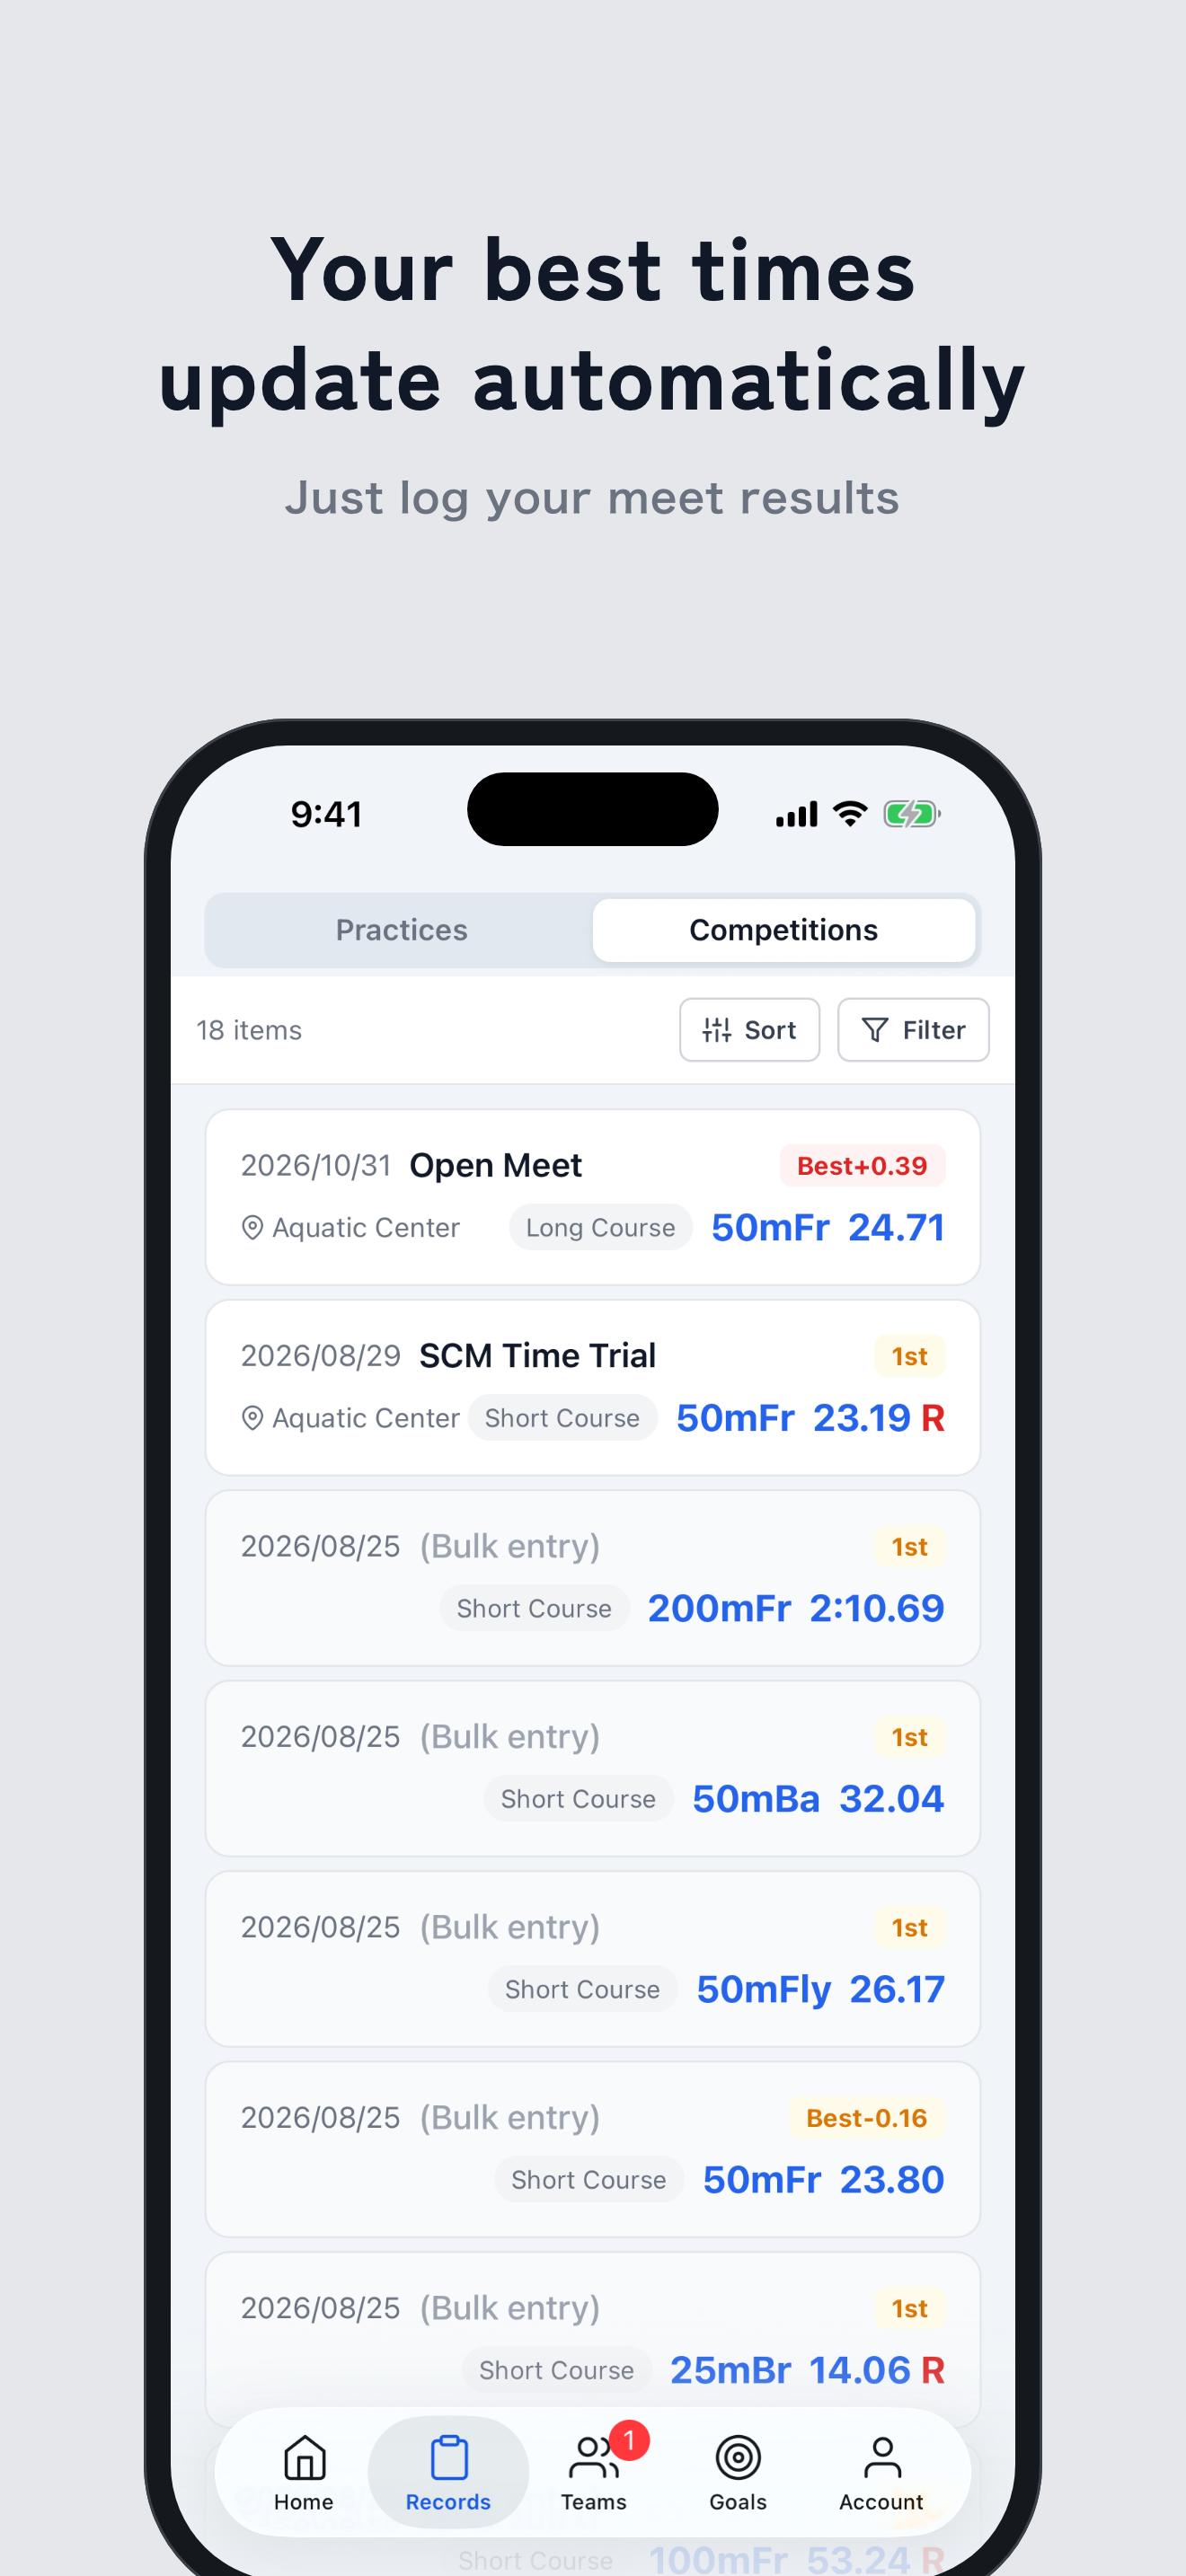 Your best times
update automatically
Just log your meet results
9:41
Practices Competitions
18 items Sort Filter
2026/10/31 Open Meet Best+0.39
Aquatic Center Long Course 50mFr 24.71
2026/08/29 SCM Time Trial 1st
Aquatic Center Short Course 50mFr 23.19 R
2026/08/25 (Bulk entry) 1st
Short Course 200mFr 2:10.69
2026/08/25 (Bulk entry) 1st
Short Course 50mBa 32.04
2026/08/25 (Bulk entry) 1st
Short Course 50mFly 26.17
2026/08/25 (Bulk entry) Best-0.16
Short Course 50mFr 23.80
2026/08/25 (Bulk entry) 1st
Short Course 25mBr 14.06 R
1
Home Records Teams Goals Account
Short Course 100mFr 53.24 R